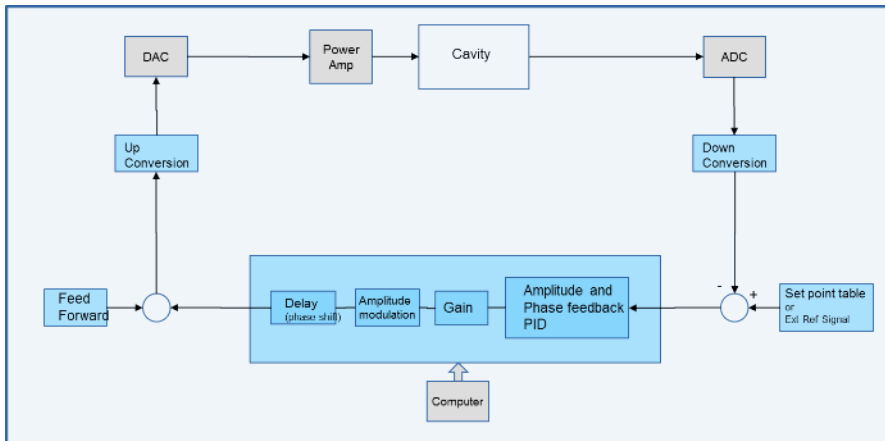 DAC
Power
Amp
Cavity
ADC
Up
Conversion
Down
Conversion
-
+
Feed
Forward
Delay
(phase shift)
Amplitude
modulation
Gain
Amplitude and
Phase feedback
PID
Set point table
or
Ext Ref Signal
Computer